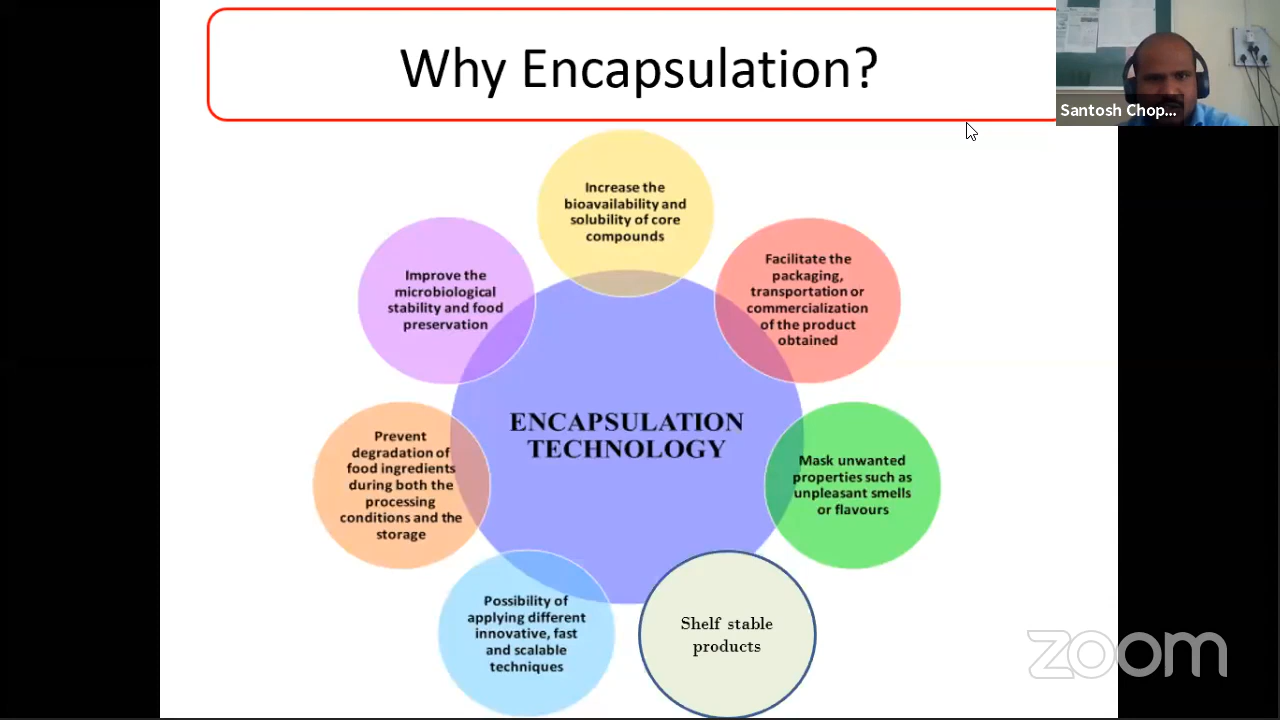 Why Encapsulation?
Santosh Chop...
Increase the
bioavailability and
solubility of core
compounds
Facilitate the
packaging,
transportation or
commercialization
of the product
obtained
Improve the
microbiological
stability and food
preservation
ENCAPSULATION
TECHNOLOGY
Mask unwanted
properties such as
unpleasant smells
or flavours
Prevent
degradation of
food ingredients
during both the
processing
conditions and the
storage
Possibility of
applying different
innovative, fast
and scalable
techniques
Shelf stable
products
zoom